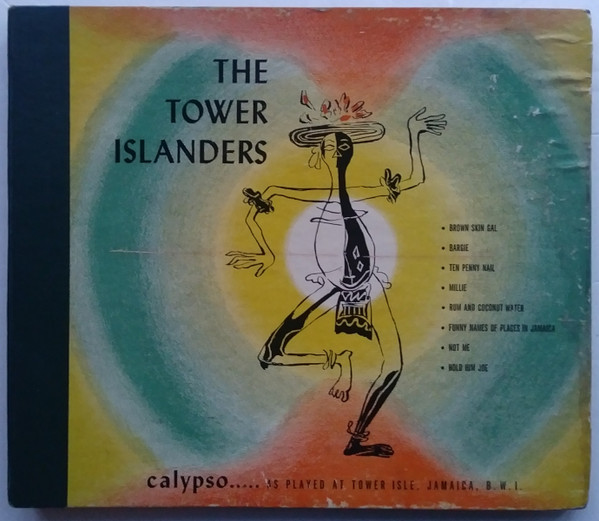 THE
TOWER
ISLANDERS
• BROWN SKIN GAL
• BARGIE
• TEN PENNY NAIL
• MILLIE
• RUM AND COCONUT WATER
• FUNNY NAMES OF PLACES IN JAMAICA
• NOT ME
• HOLD HIM JOE
calypso..... AS PLAYED AT TOWER ISLE, JAMAICA, B.W.I.